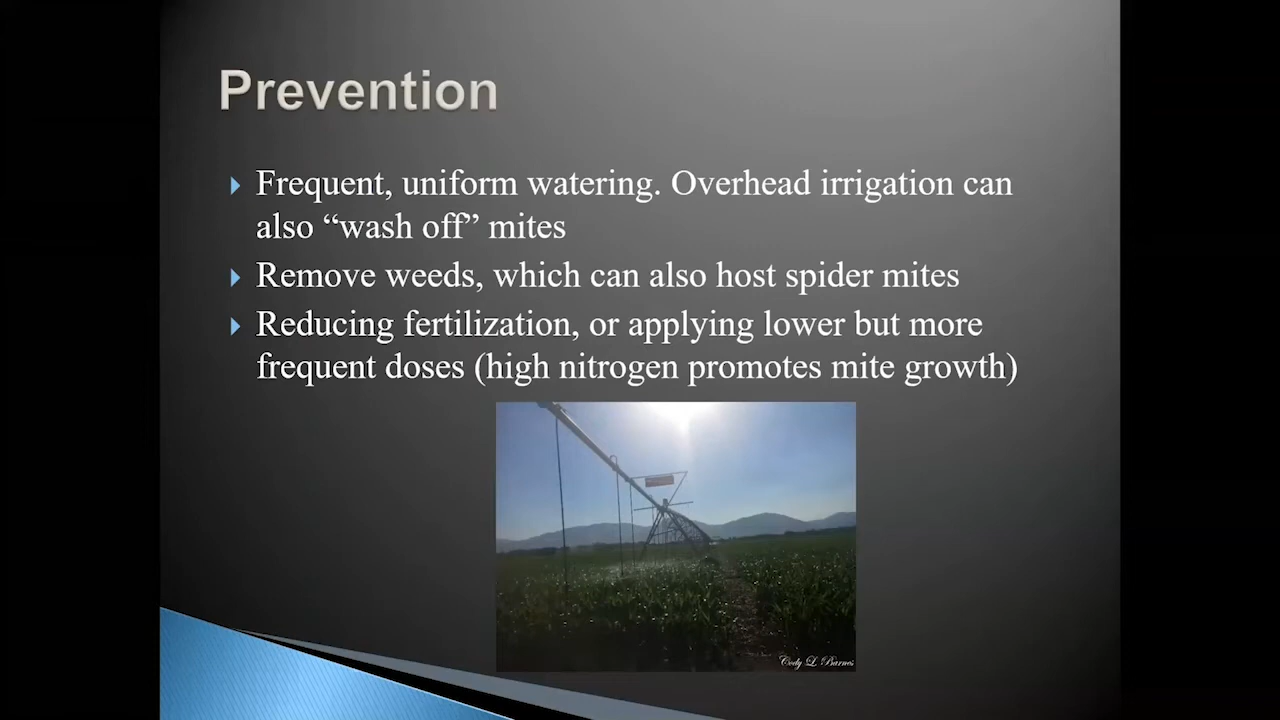 Prevention
Frequent, uniform watering. Overhead irrigation can
also “wash off” mites
Remove weeds, which can also host spider mites
Reducing fertilization, or applying lower but more
frequent doses (high nitrogen promotes mite growth)
Cody L. Barnes